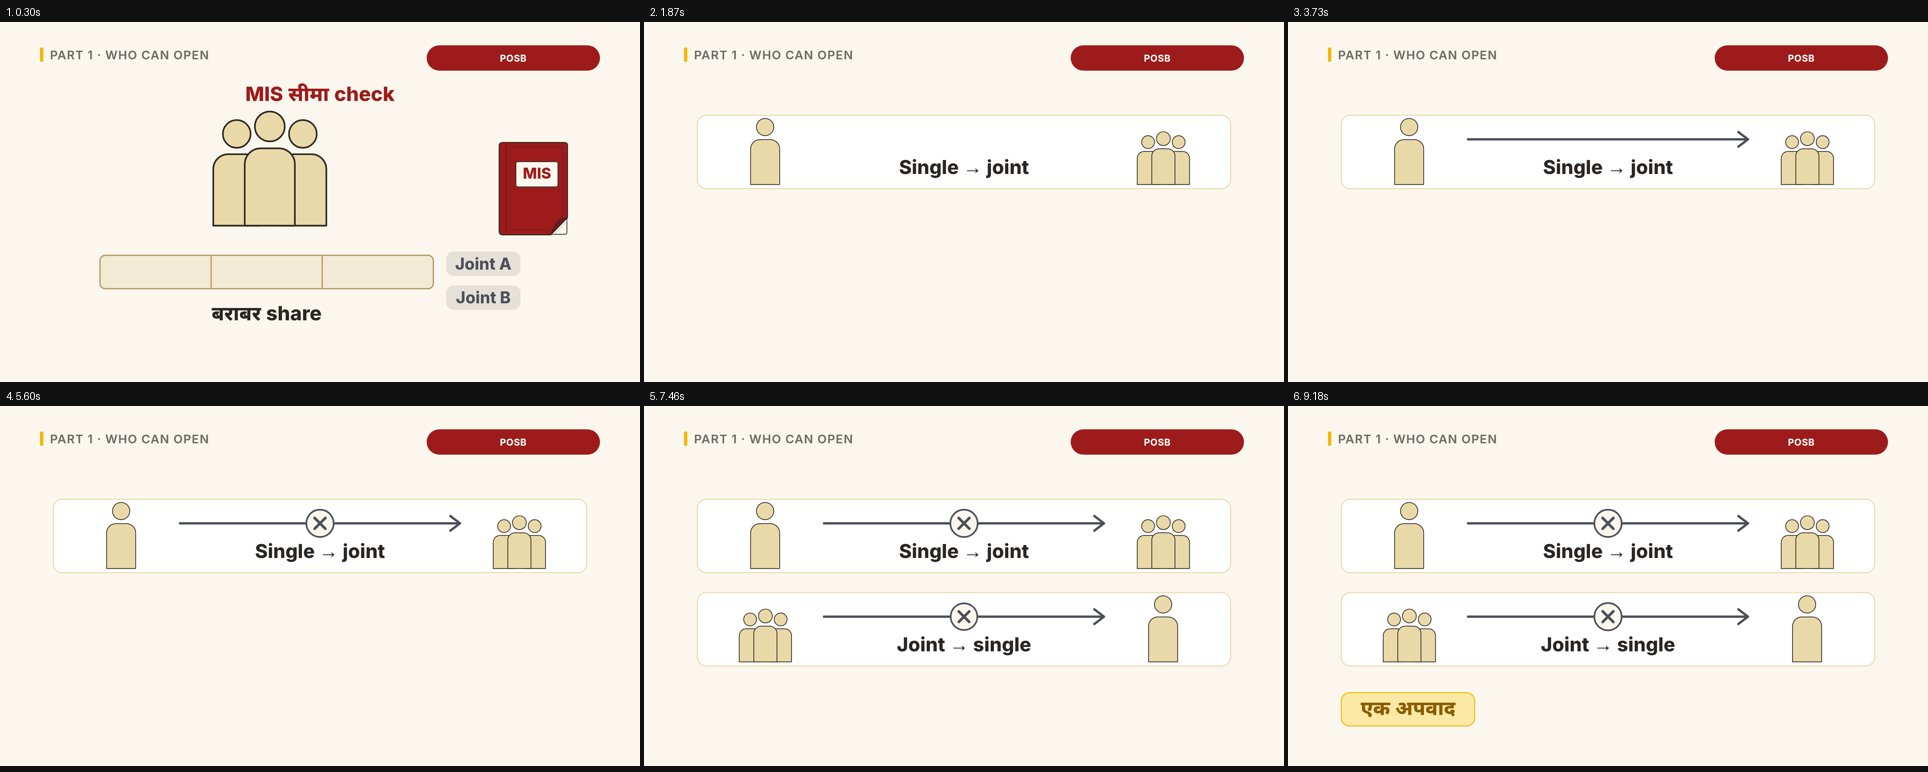 1. 0.30s
PART 1 · WHO CAN OPEN
POSB
MIS सीमा check
MIS
Joint A
Joint B
बराबर share
2. 1.87s
PART 1 · WHO CAN OPEN
POSB
Single → joint
3. 3.73s
PART 1 · WHO CAN OPEN
POSB
Single → joint
4. 5.60s
PART 1 · WHO CAN OPEN
POSB
Single → joint
5. 7.46s
PART 1 · WHO CAN OPEN
POSB
Single → joint
Joint → single
6. 9.18s
PART 1 · WHO CAN OPEN
POSB
Single → joint
Joint → single
एक अपवाद